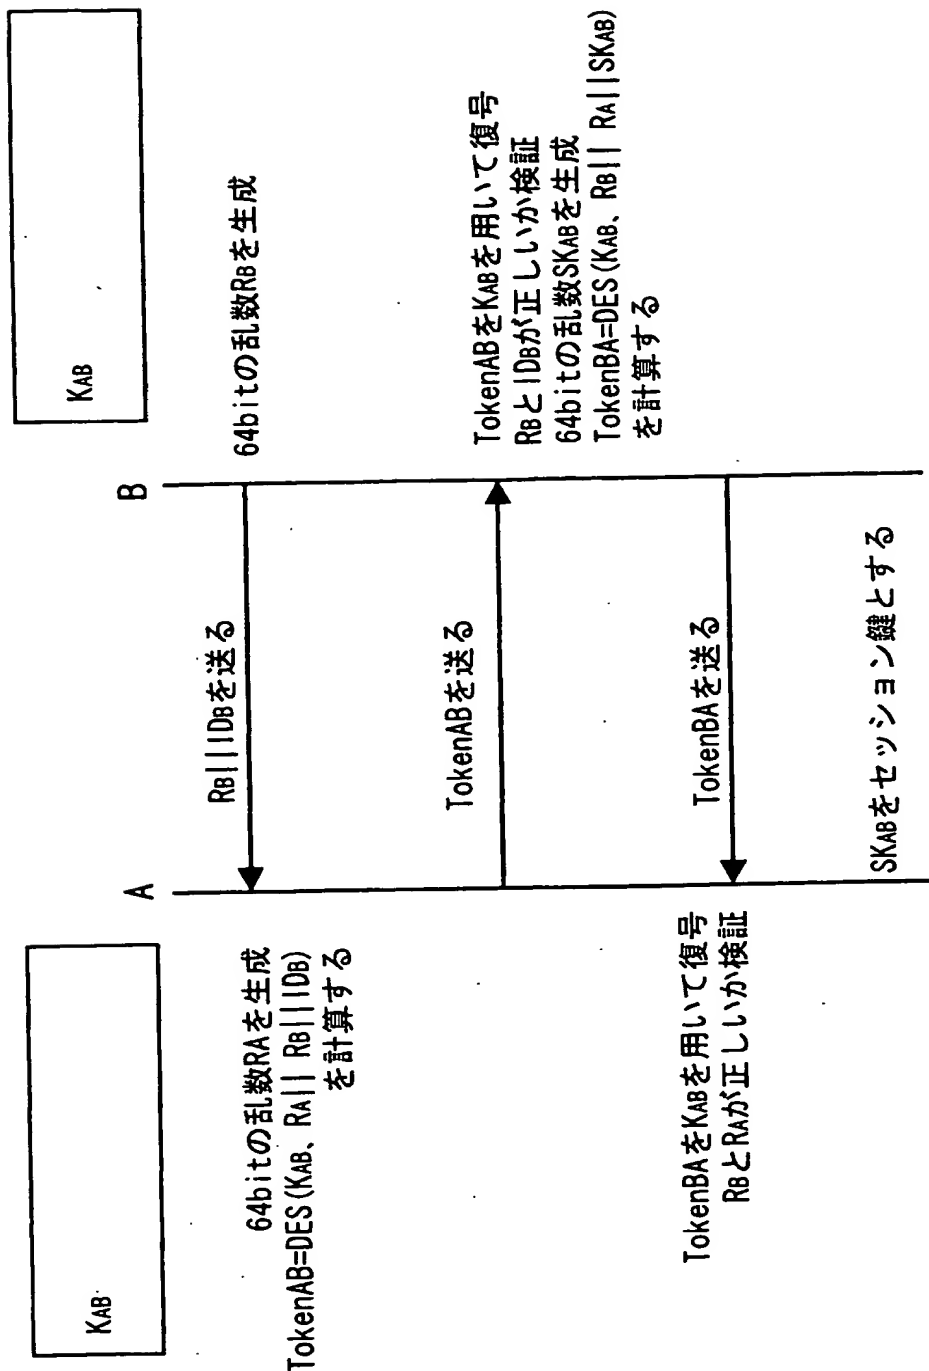 KAB
KAB
A
B
64bitの乱数RBを生成
RB||IDBを送る
64bitの乱数RAを生成
TokenAB=DES(KAB、RA|| RB||IDB)
を計算する
TokenABを送る
TokenABをKABを用いて復号
RBとIDBが正しいか検証
64bitの乱数SKABを生成
TokenBA=DES(KAB、RB|| RA||SKAB)
を計算する
TokenBAを送る
TokenBAをKABを用いて復号
RBとRAが正しいか検証
SKABをセッション鍵とする